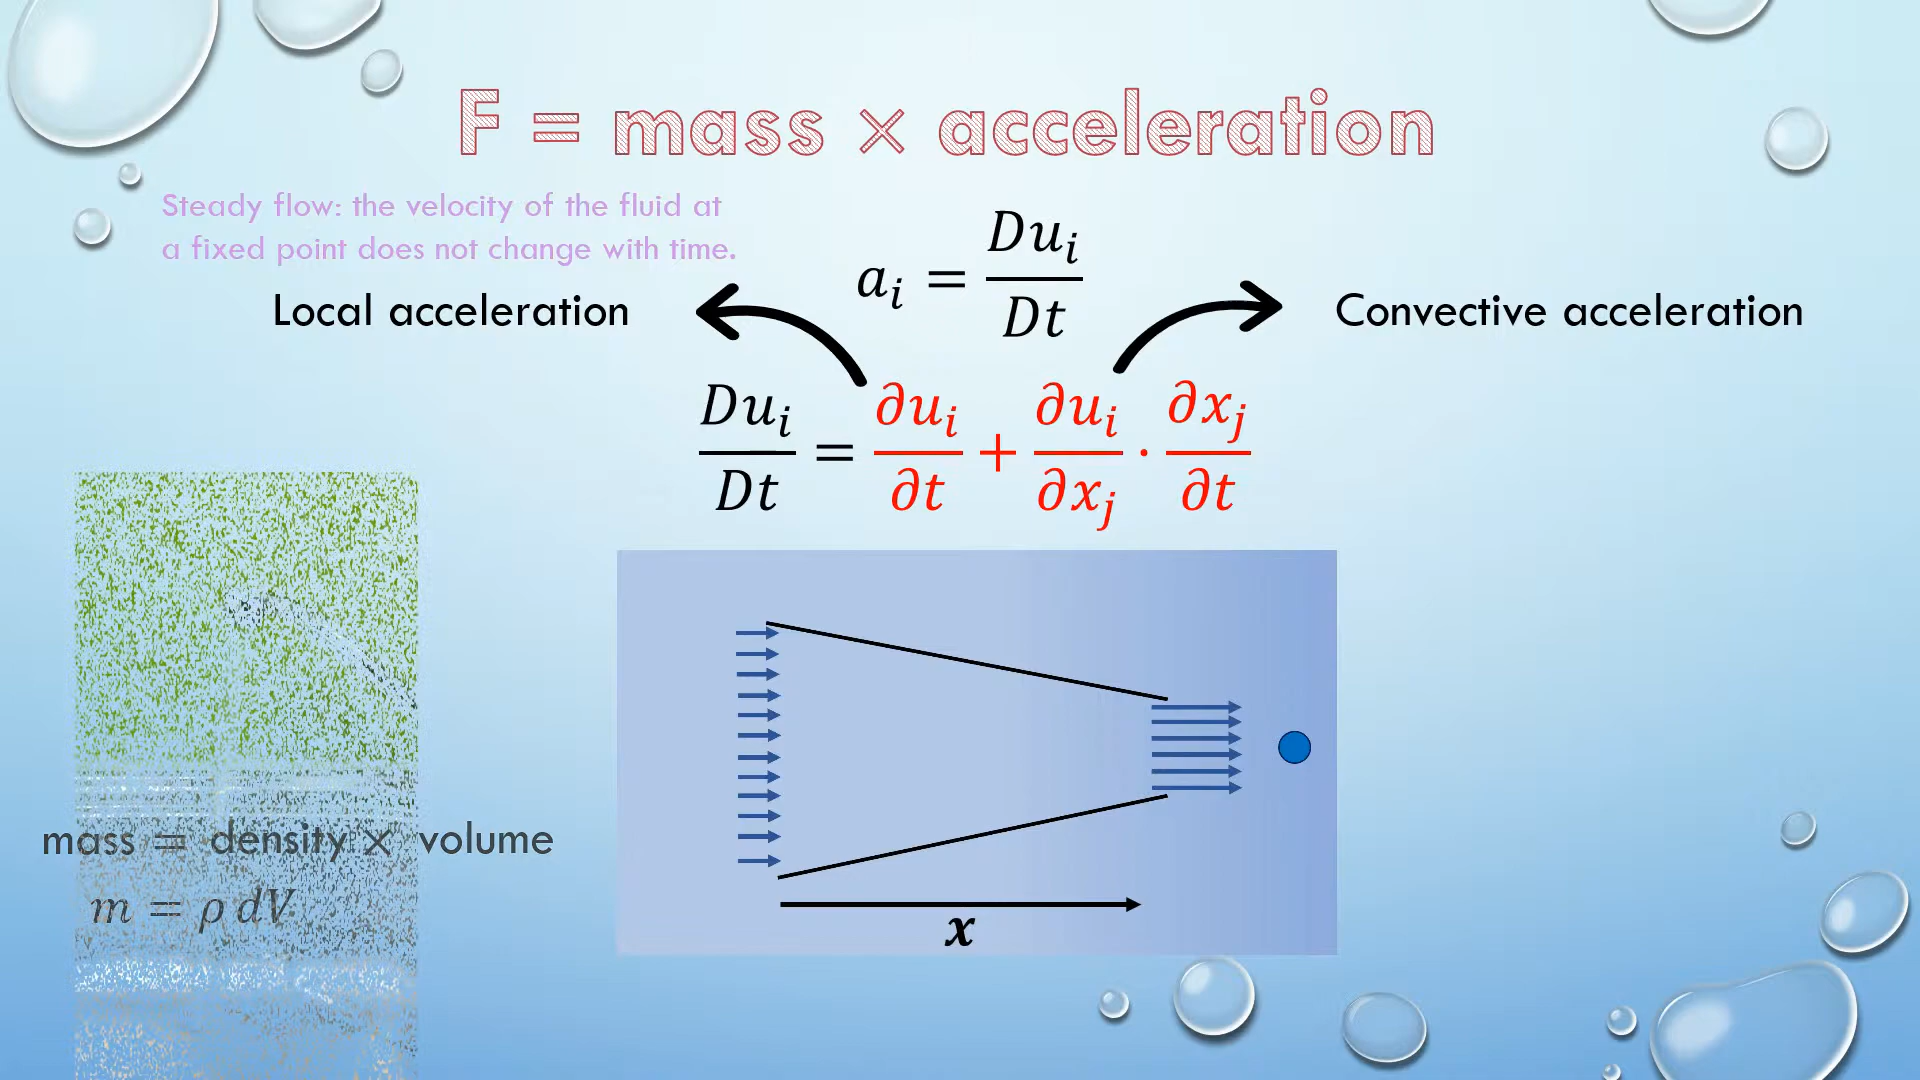 F = mass × acceleration
Steady flow: the velocity of the fluid at
a fixed point does not change with time.
Local acceleration
a_i = Du_i/Dt
Convective acceleration
Du_i/Dt = ∂u_i/∂t + ∂u_i/∂x_j · ∂x_j/∂t
mass = density × volume
m = ρ dV
x